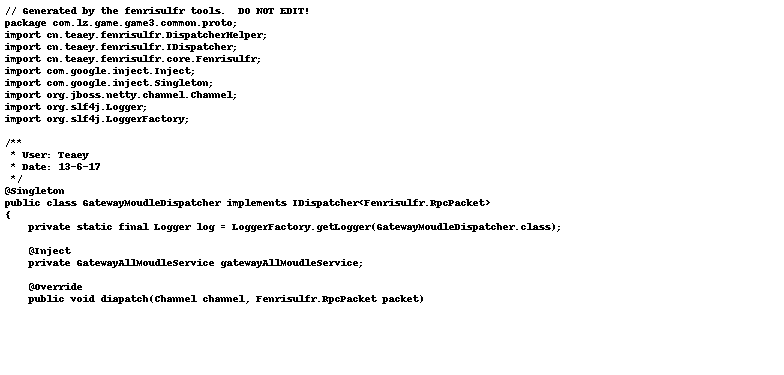 // Generated by the fenrisulfr tools.  DO NOT EDIT!
package com.lz.game.game3.common.proto;
import cn.teaey.fenrisulfr.DispatcherHelper;
import cn.teaey.fenrisulfr.IDispatcher;
import cn.teaey.fenrisulfr.core.Fenrisulfr;
import com.google.inject.Inject;
import com.google.inject.Singleton;
import org.jboss.netty.channel.Channel;
import org.slf4j.Logger;
import org.slf4j.LoggerFactory;

/**
 * User: Teaey
 * Date: 13-6-17
 */
@Singleton
public class GatewayMoudleDispatcher implements IDispatcher<Fenrisulfr.RpcPacket>
{
    private static final Logger log = LoggerFactory.getLogger(GatewayMoudleDispatcher.class);

    @Inject
    private GatewayAllMoudleService gatewayAllMoudleService;

    @Override
    public void dispatch(Channel channel, Fenrisulfr.RpcPacket packet)